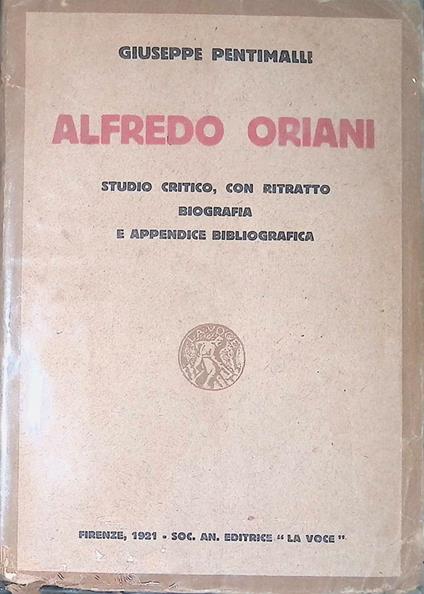 GIUSEPPE PENTIMALLI
ALFREDO ORIANI
STUDIO CRITICO, CON RITRATTO
BIOGRAFIA
E APPENDICE BIBLIOGRAFICA
LA VOCE
FIRENZE, 1921 - SOC. AN. EDITRICE "LA VOCE"